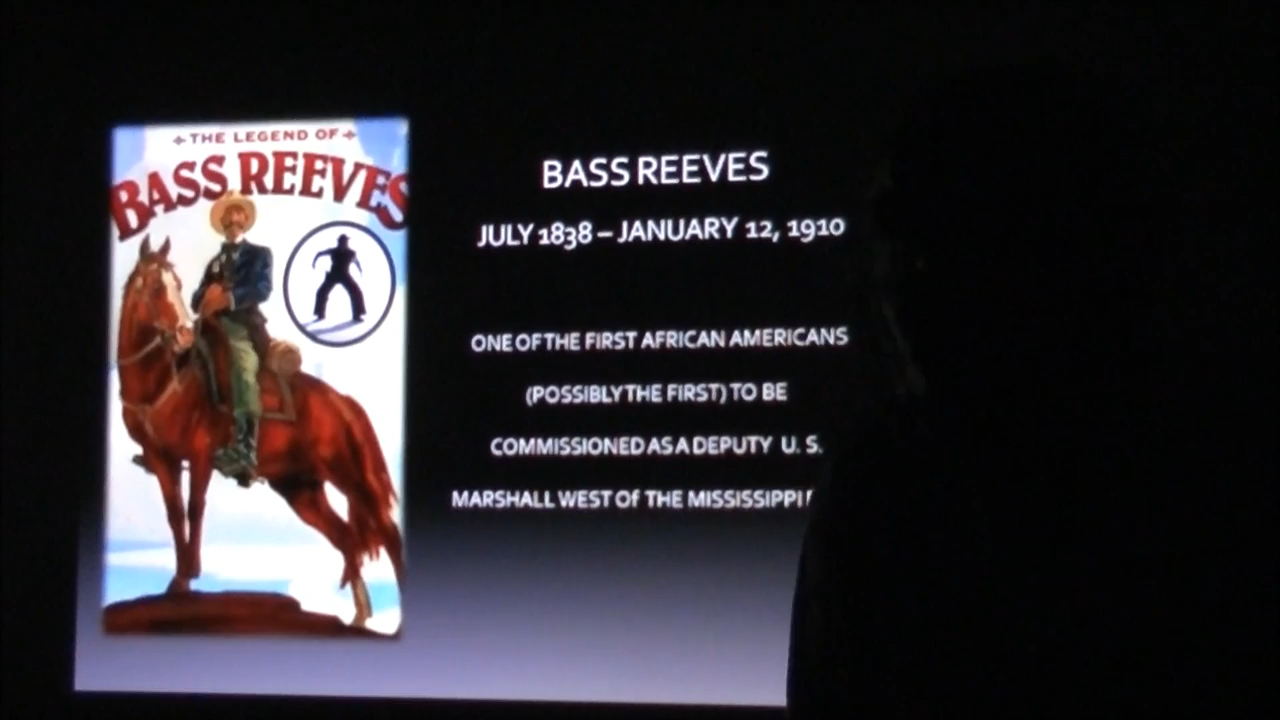 THE LEGEND OF
BASS REEVES
BASS REEVES
JULY 1838 – JANUARY 12, 1910
ONE OF THE FIRST AFRICAN AMERICANS
(POSSIBLY THE FIRST) TO BE
COMMISSIONED AS A DEPUTY U. S.
MARSHALL WEST Of THE MISSISSIPPI